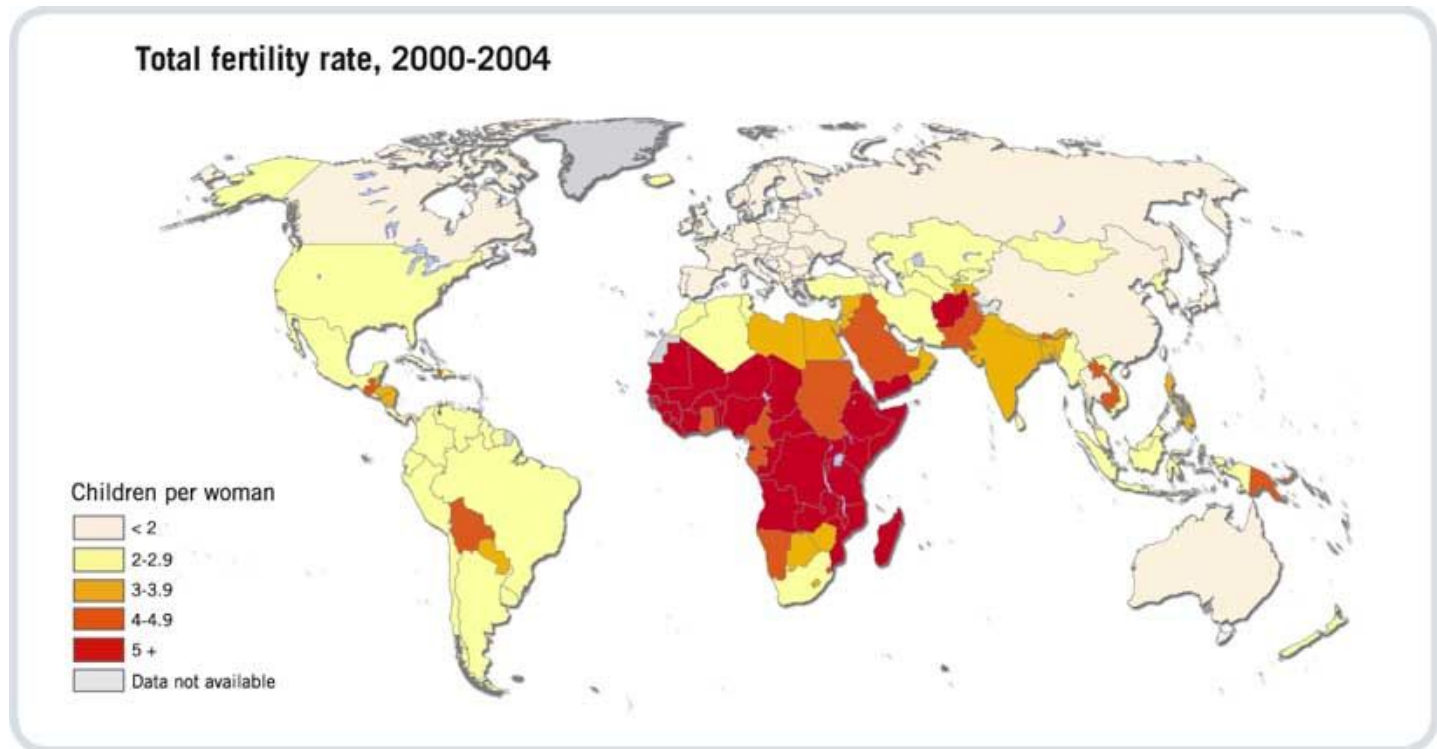 Total fertility rate, 2000-2004
Children per woman
< 2
2-2.9
3-3.9
4-4.9
5 +
Data not available